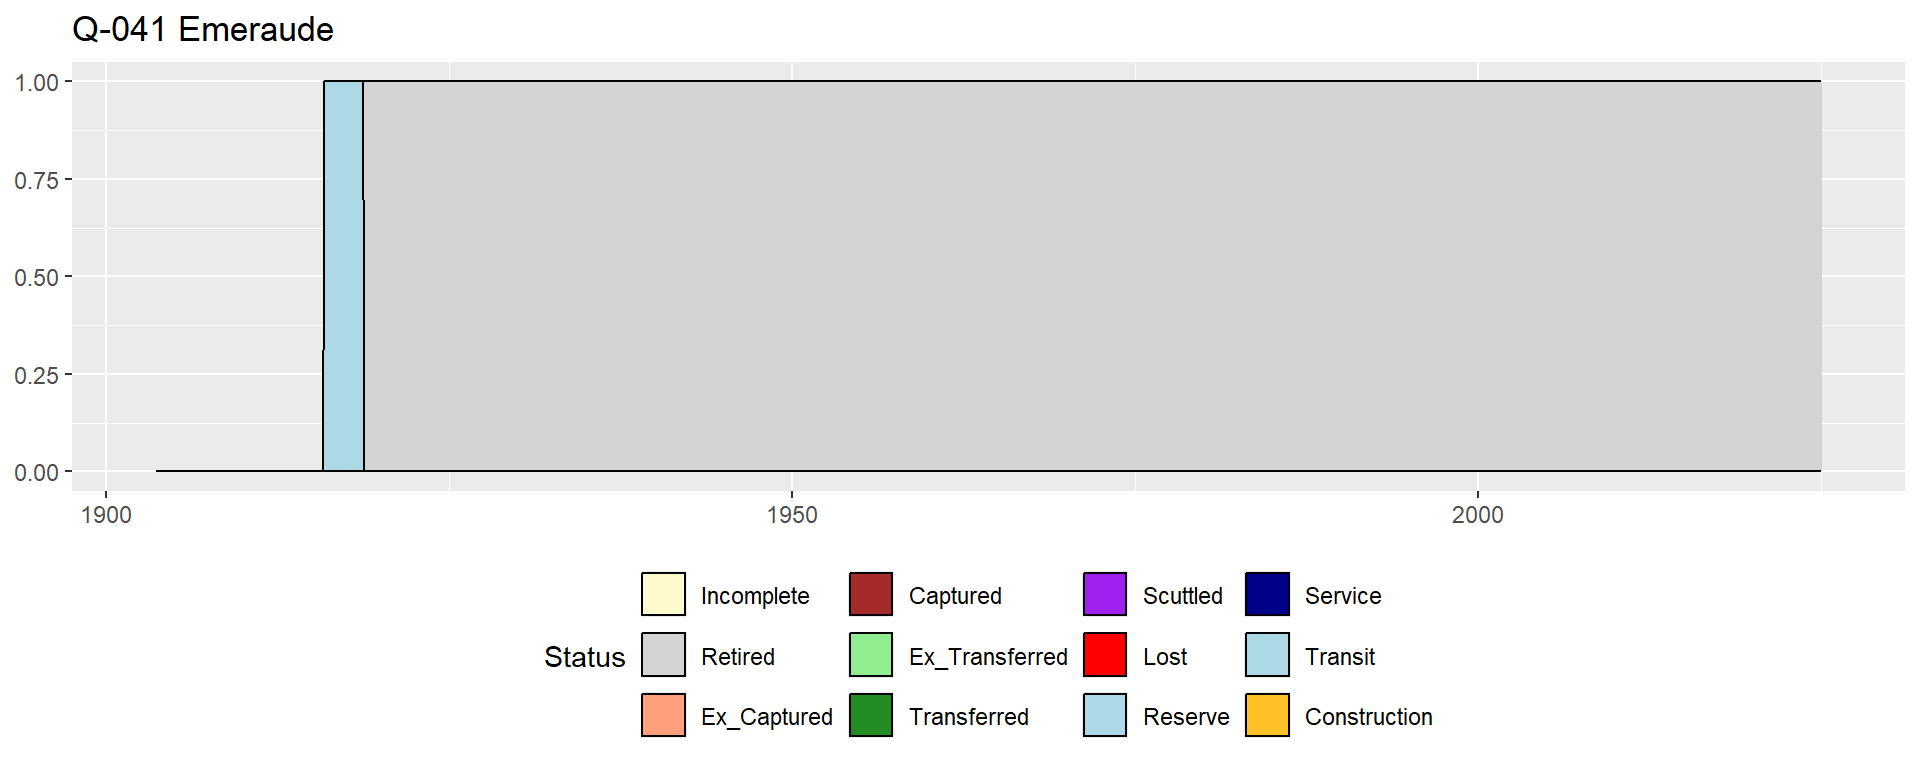 Q-041 Emeraude
1.00
0.75
0.50
0.25
0.00
1900 1950 2000
Incomplete Captured Scuttled Service
Status Retired Ex_Transferred Lost Transit
Ex_Captured Transferred Reserve Construction